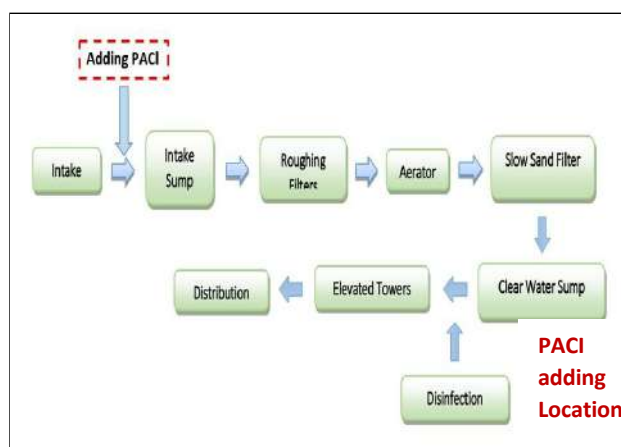 Adding PACl
Intake
Intake
Sump
Roughing
Filters
Aerator
Slow Sand Filter
Distribution
Elevated Towers
Clear Water Sump
Disinfection
PACl
adding
Location